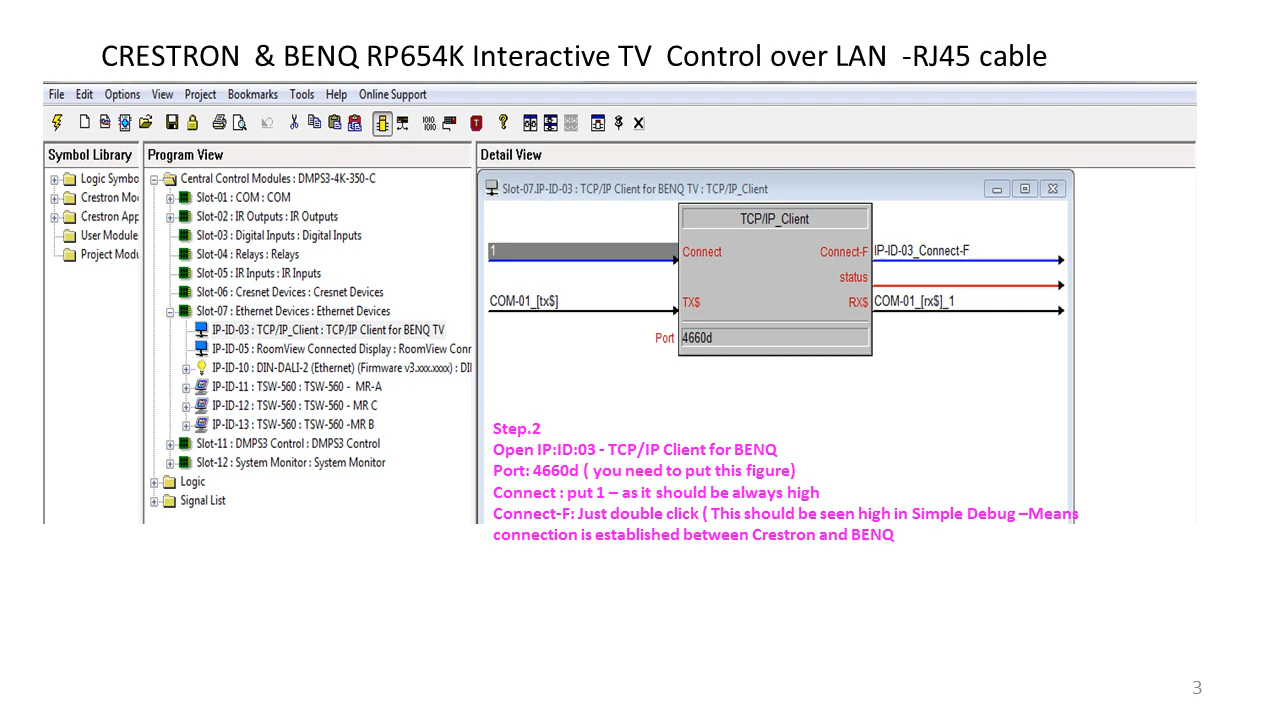 CRESTRON & BENQ RP654K Interactive TV Control over LAN -RJ45 cable
File Edit Options View Project Bookmarks Tools Help Online Support
Symbol Library
Logic Symbo
Crestron Mo
Crestron App
User Module
Project Modu
Program View
Central Control Modules : DMPS3-4K-350-C
Slot-01 : COM : COM
Slot-02 : IR Outputs : IR Outputs
Slot-03 : Digital Inputs : Digital Inputs
Slot-04 : Relays : Relays
Slot-05 : IR Inputs : IR Inputs
Slot-06 : Cresnet Devices : Cresnet Devices
Slot-07 : Ethernet Devices : Ethernet Devices
IP-ID-03 : TCP/IP_Client : TCP/IP Client for BENQ TV
IP-ID-05 : RoomView Connected Display : RoomView Conr
IP-ID-10 : DIN-DALI-2 (Ethernet) (Firmware v3.xxx.xxxx) : DI
IP-ID-11 : TSW-560 : TSW-560 - MR-A
IP-ID-12 : TSW-560 : TSW-560 - MR C
IP-ID-13 : TSW-560 : TSW-560 -MR B
Slot-11 : DMPS3 Control : DMPS3 Control
Slot-12 : System Monitor : System Monitor
Logic
Signal List
Detail View
Slot-07.IP-ID-03 : TCP/IP Client for BENQ TV : TCP/IP_Client
TCP/IP_Client
1 Connect Connect-F IP-ID-03_Connect-F
status
COM-01_[tx$] TX$ RX$ COM-01_[rx$]_1
Port 4660d
Step.2
Open IP:ID:03 - TCP/IP Client for BENQ
Port: 4660d ( you need to put this figure)
Connect : put 1 – as it should be always high
Connect-F: Just double click ( This should be seen high in Simple Debug –Means
connection is established between Crestron and BENQ
3